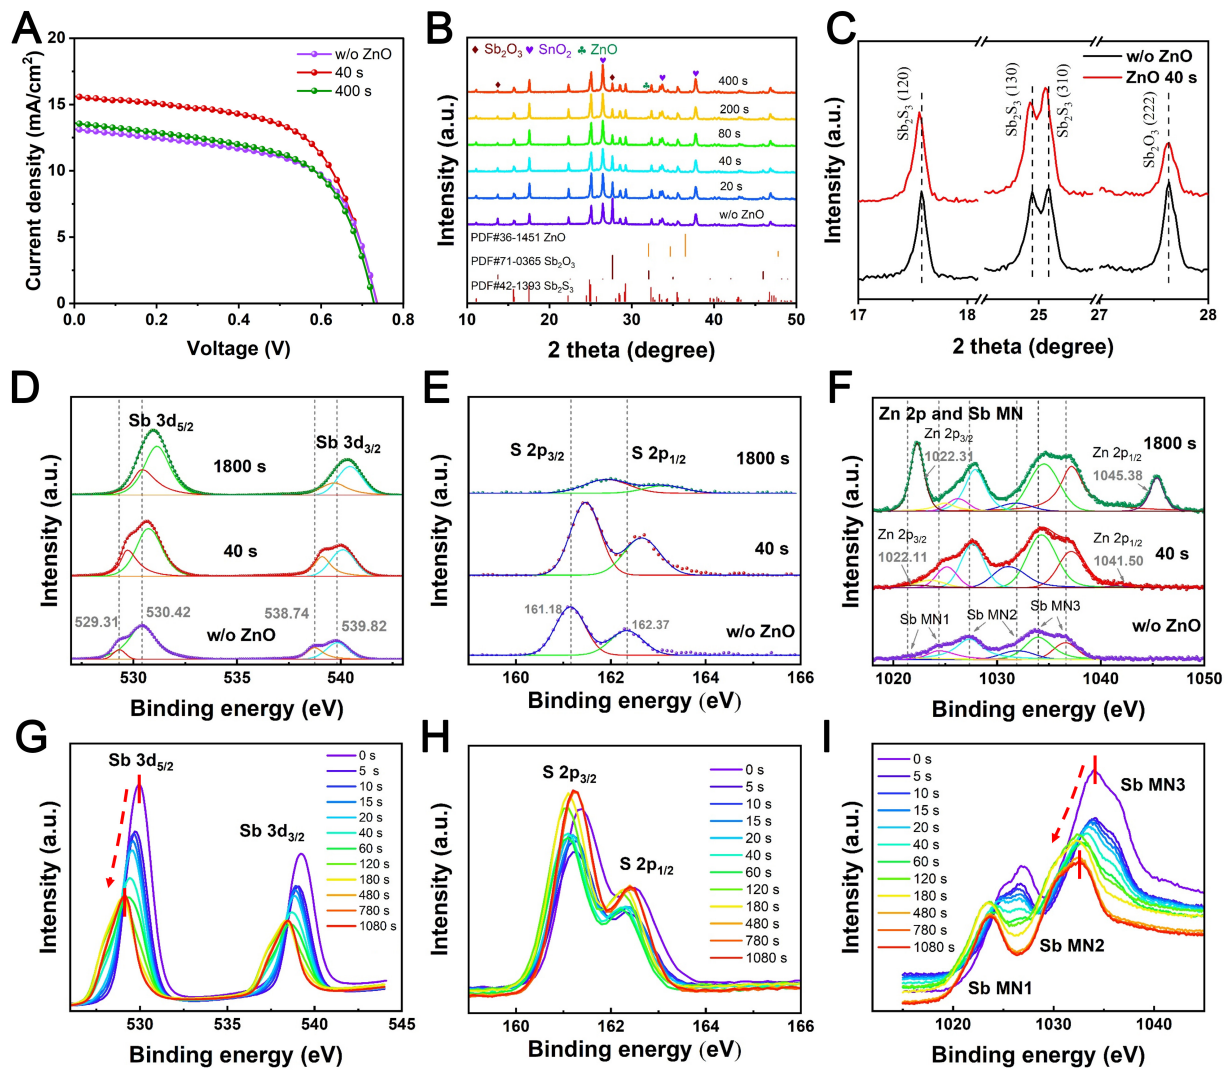 A
Current density (mA/cm²)
20
15
10
5
0
w/o ZnO
40 s
400 s
0.0 0.2 0.4 0.6 0.8
Voltage (V)
B
Intensity (a.u.)
♦ Sb₂O₃ ♥ SnO₂ ♣ ZnO
400 s
200 s
80 s
40 s
20 s
w/o ZnO
PDF#36-1451 ZnO
PDF#71-0365 Sb₂O₃
PDF#42-1393 Sb₂S₃
10 20 30 40 50
2 theta (degree)
C
Intensity (a.u.)
w/o ZnO
ZnO 40 s
Sb₂S₃ (120)
Sb₂S₃ (130)
Sb₂S₃ (310)
Sb₂O₃ (222)
17 18 25 27 28
2 theta (degree)
D
Intensity (a.u.)
Sb 3d5/2
Sb 3d3/2
1800 s
40 s
529.31
530.42
538.74
539.82
w/o ZnO
530 535 540
Binding energy (eV)
E
Intensity (a.u.)
S 2p3/2
S 2p1/2
1800 s
40 s
161.18
162.37
w/o ZnO
160 162 164 166
Binding energy (eV)
F
Intensity (a.u.)
Zn 2p and Sb MN
1800 s
Zn 2p3/2
1022.31
Zn 2p1/2
1045.38
Zn 2p3/2
1022.11
Zn 2p1/2
1041.50
40 s
Sb MN1
Sb MN2
Sb MN3
w/o ZnO
1020 1030 1040 1050
Binding energy (eV)
G
Intensity (a.u.)
Sb 3d5/2
Sb 3d3/2
0 s
5 s
10 s
15 s
20 s
40 s
60 s
120 s
180 s
480 s
780 s
1080 s
530 535 540 545
Binding energy (eV)
H
Intensity (a.u.)
S 2p3/2
S 2p1/2
0 s
5 s
10 s
15 s
20 s
40 s
60 s
120 s
180 s
480 s
780 s
1080 s
160 162 164 166
Binding energy (eV)
I
Intensity (a.u.)
0 s
5 s
10 s
15 s
20 s
40 s
60 s
120 s
180 s
480 s
780 s
1080 s
Sb MN3
Sb MN2
Sb MN1
1020 1030 1040
Binding energy (eV)